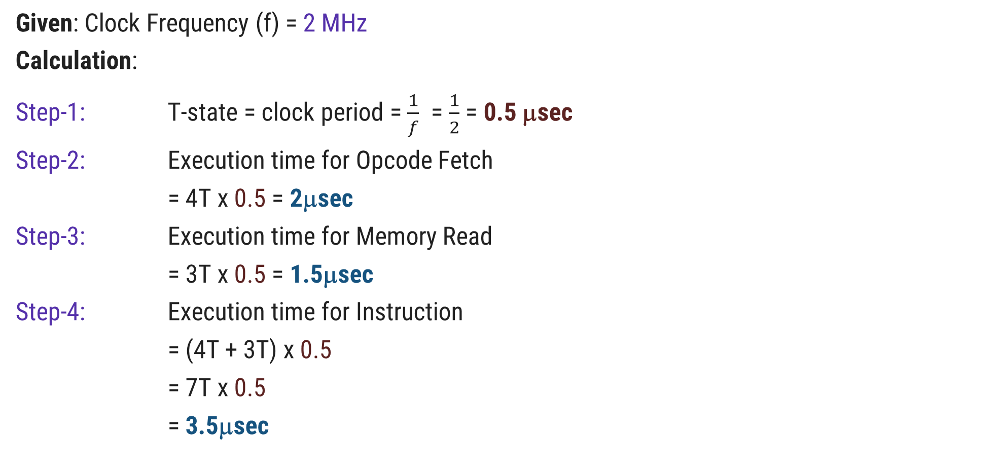 Given: Clock Frequency (f) = 2 MHz
Calculation:
Step-1: T-state = clock period = 1/f = 1/2 = 0.5 μsec
Step-2: Execution time for Opcode Fetch
= 4T x 0.5 = 2μsec
Step-3: Execution time for Memory Read
= 3T x 0.5 = 1.5μsec
Step-4: Execution time for Instruction
= (4T + 3T) x 0.5
= 7T x 0.5
= 3.5μsec